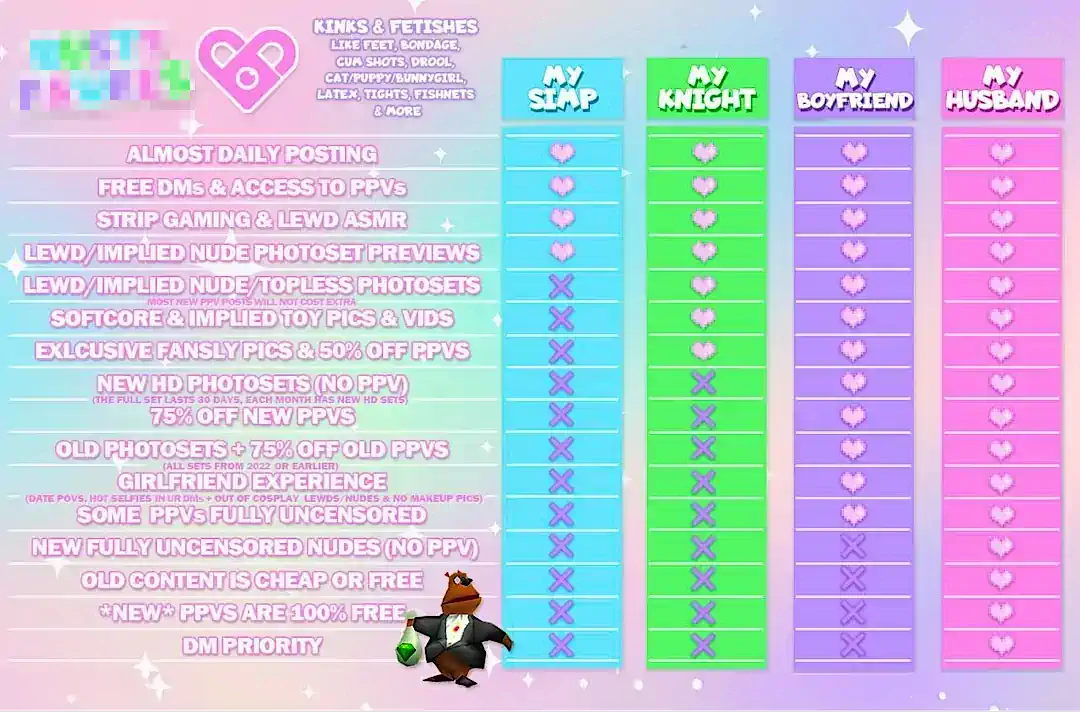 KINKS & FETISHES
LIKE FEET, BONDAGE,
CUM SHOTS, DROOL,
CAT/PUPPY/BUNNYGIRL,
LATEX, TIGHTS, FISHNETS
& MORE
MY
SIMP
MY
KNIGHT
MY
BOYFRIEND
MY
HUSBAND
ALMOST DAILY POSTING
FREE DMs & ACCESS TO PPVs
STRIP GAMING & LEWD ASMR
LEWD/IMPLIED NUDE PHOTOSET PREVIEWS
LEWD/IMPLIED NUDE/TOPLESS PHOTOSETS
MOST NEW PPV POSTS WILL NOT COST EXTRA
SOFTCORE & IMPLIED TOY PICS & VIDS
EXLCUSIVE FANSLY PICS & 50% OFF PPVS
NEW HD PHOTOSETS (NO PPV)
(THE FULL SET LASTS 30 DAYS, EACH MONTH HAS NEW HD SETS)
75% OFF NEW PPVS
OLD PHOTOSETS + 75% OFF OLD PPVS
(ALL SETS FROM 2022 OR EARLIER)
GIRLFRIEND EXPERIENCE
(DATE POVS, HOT SELFIES IN UR DMs + OUT OF COSPLAY LEWDS/NUDES & NO MAKEUP PICS)
SOME PPVs FULLY UNCENSORED
NEW FULLY UNCENSORED NUDES (NO PPV)
OLD CONTENT IS CHEAP OR FREE
*NEW* PPVS ARE 100% FREE
DM PRIORITY